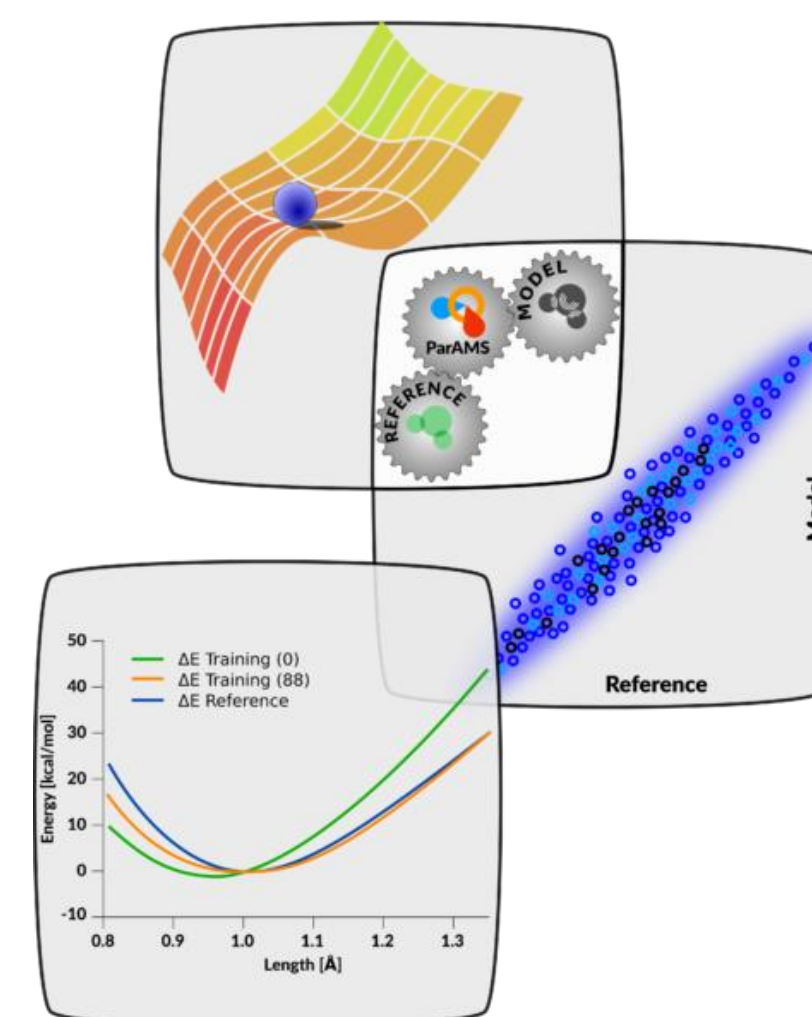 MODEL
ParAMS
REFERENCE
Reference
50
40
30
20
10
0
-10
Energy [kcal/mol]
ΔE Training (0)
ΔE Training (88)
ΔE Reference
0.8 0.9 1.0 1.1 1.2 1.3
Length [Å]